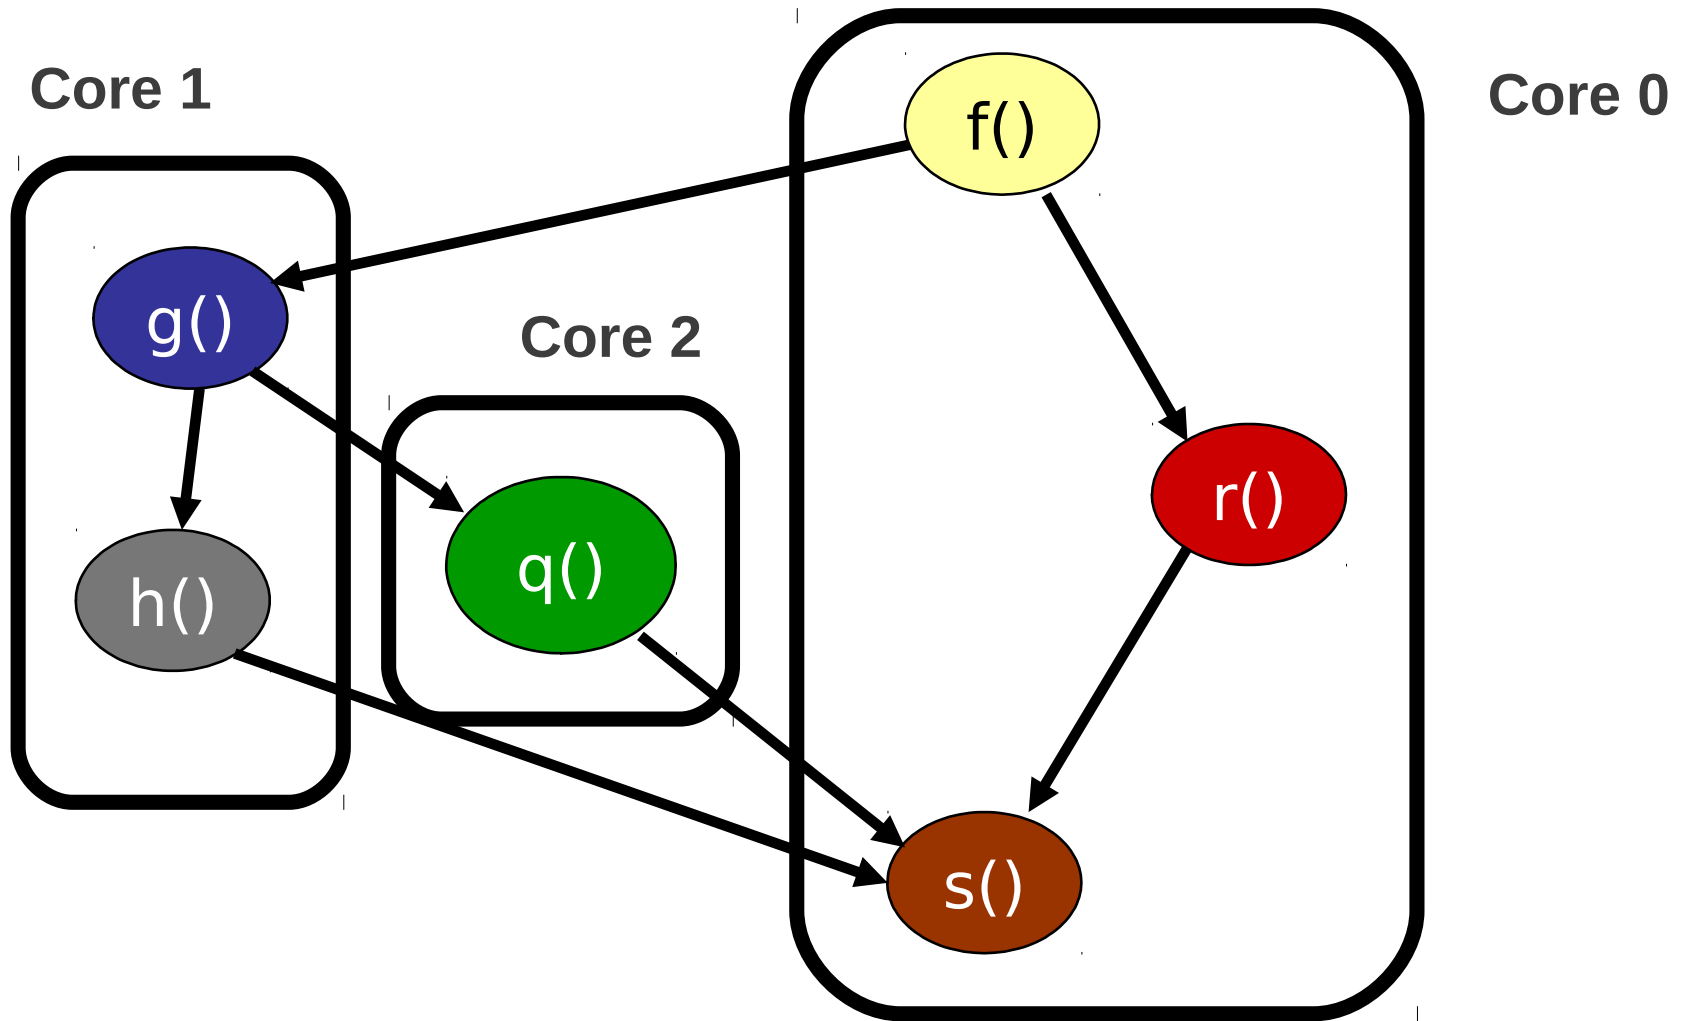 Core 1
Core 0
f()
g()
Core 2
r()
q()
h()
s()